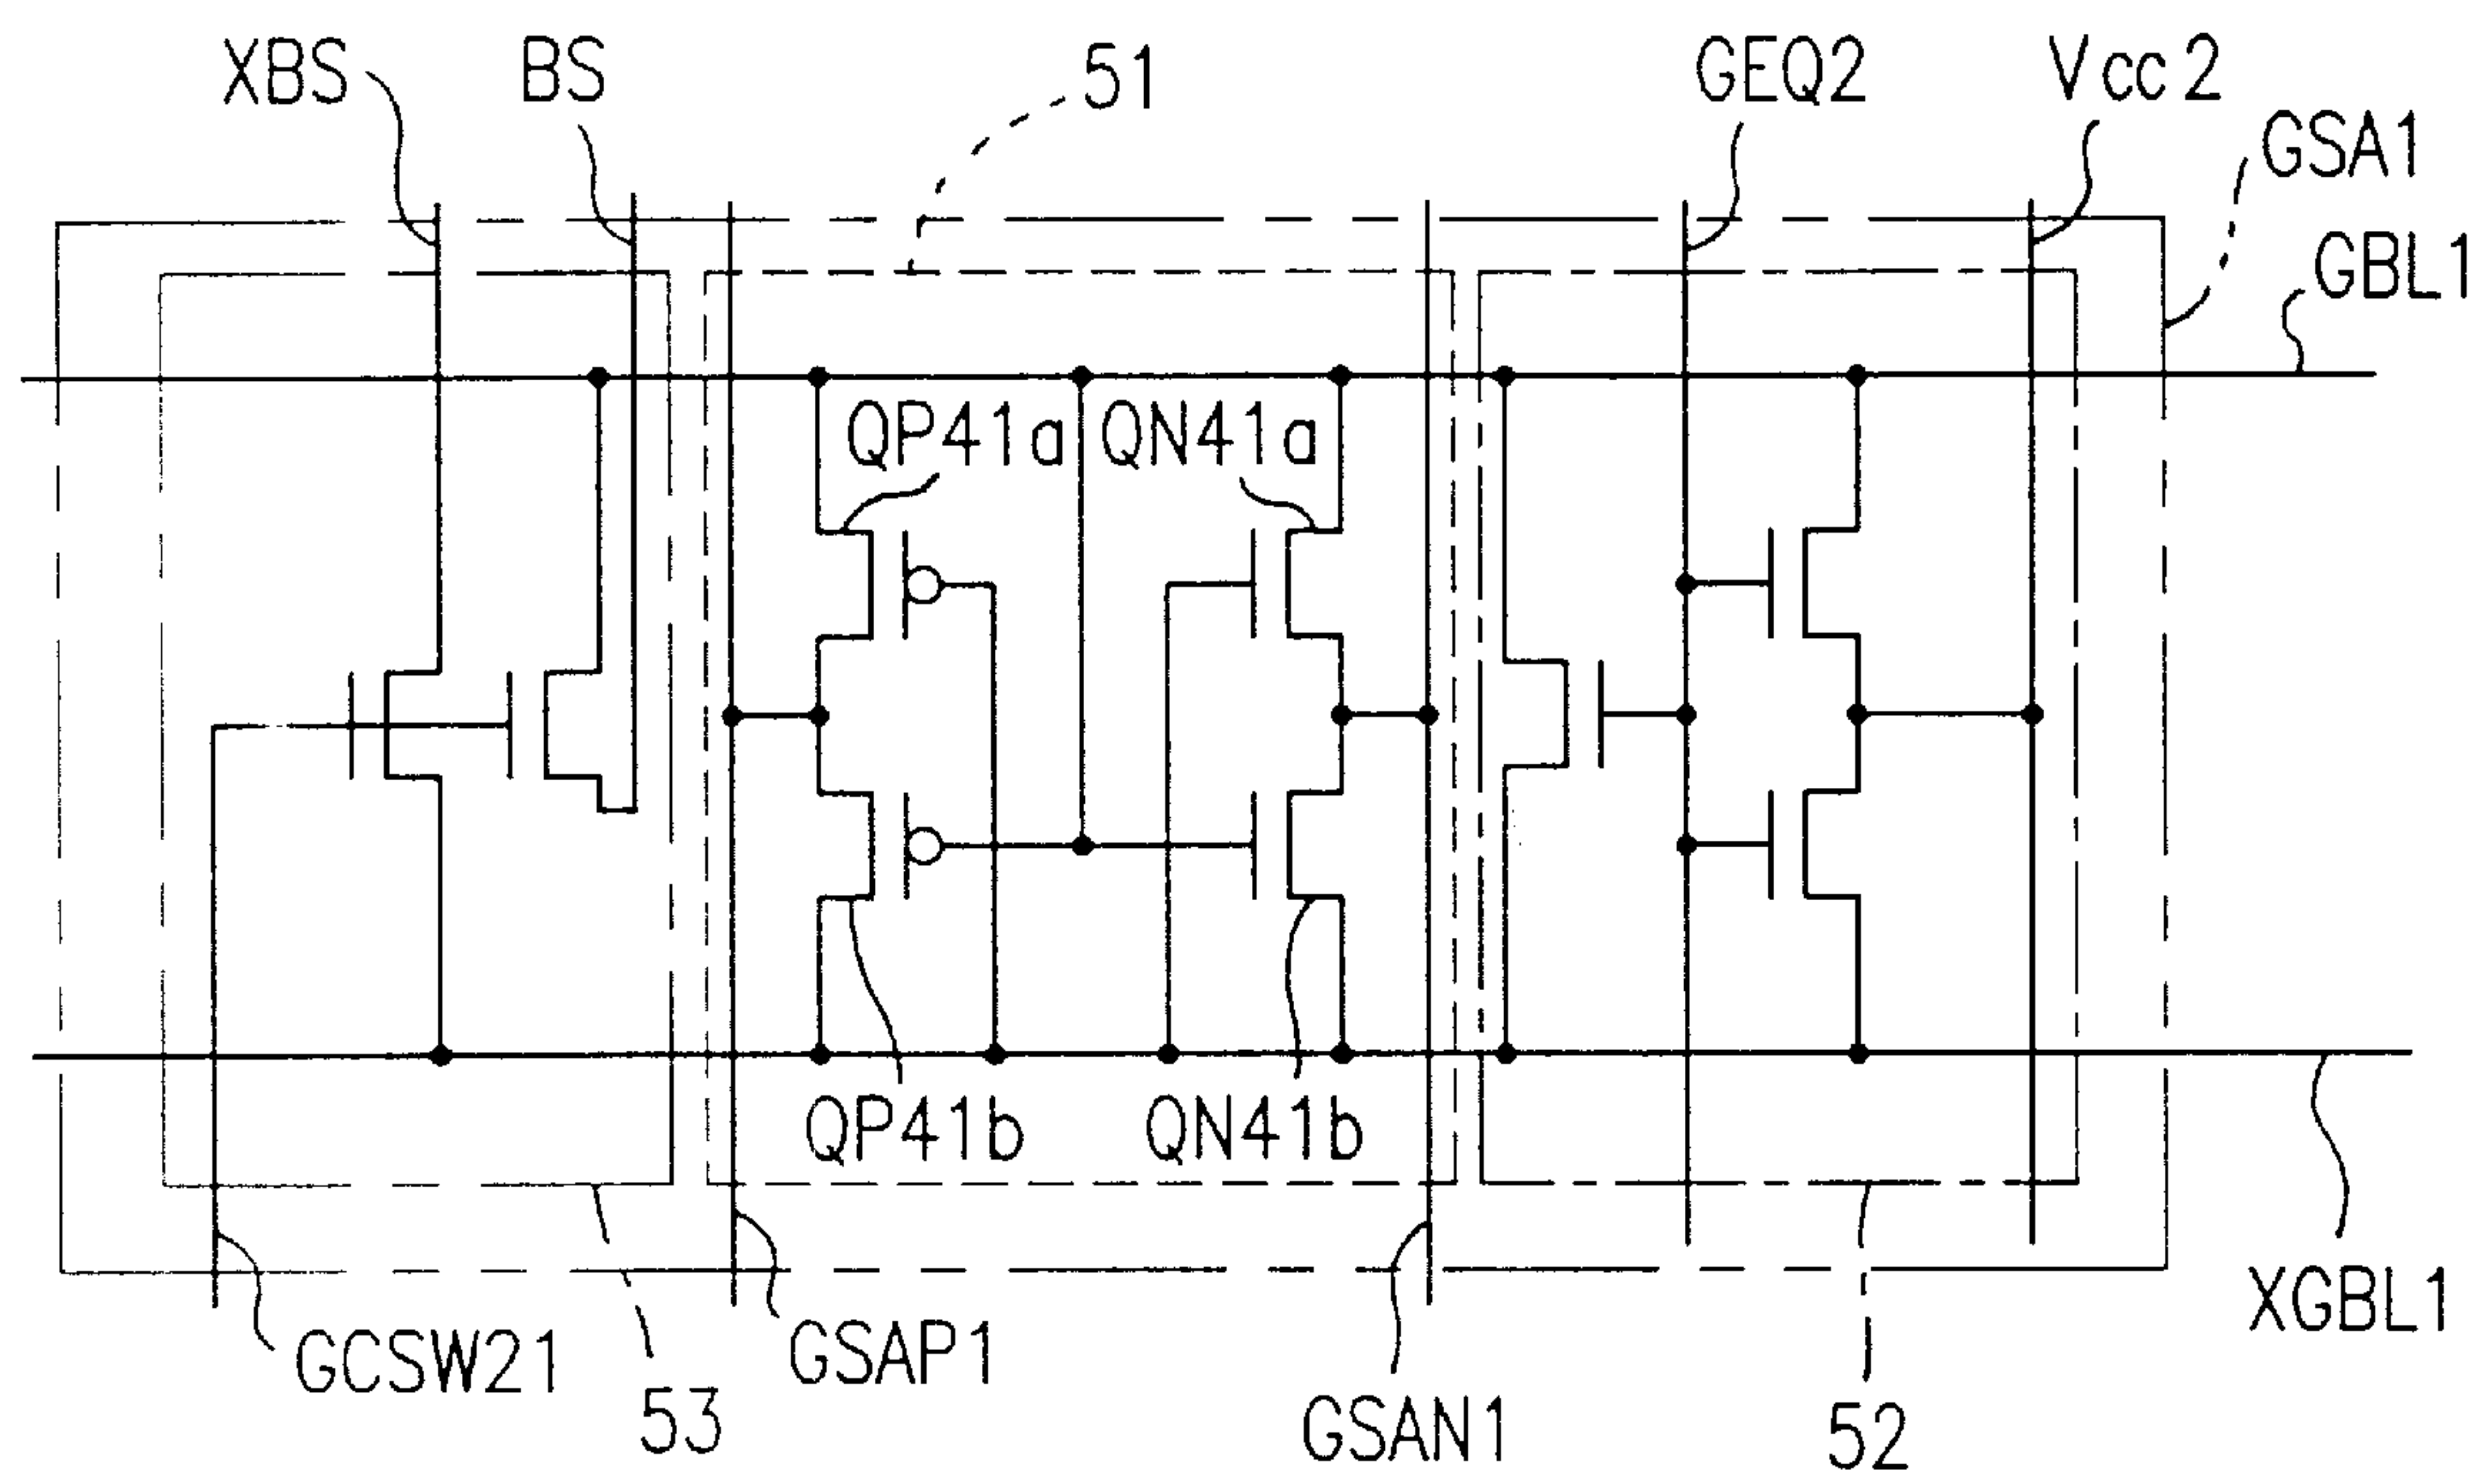 XBS
BS
51
GEQ2
Vcc2
GSA1
GBL1
QP41a
QN41a
QP41b
QN41b
XGBL1
GCSW21
GSAP1
53
GSAN1
52